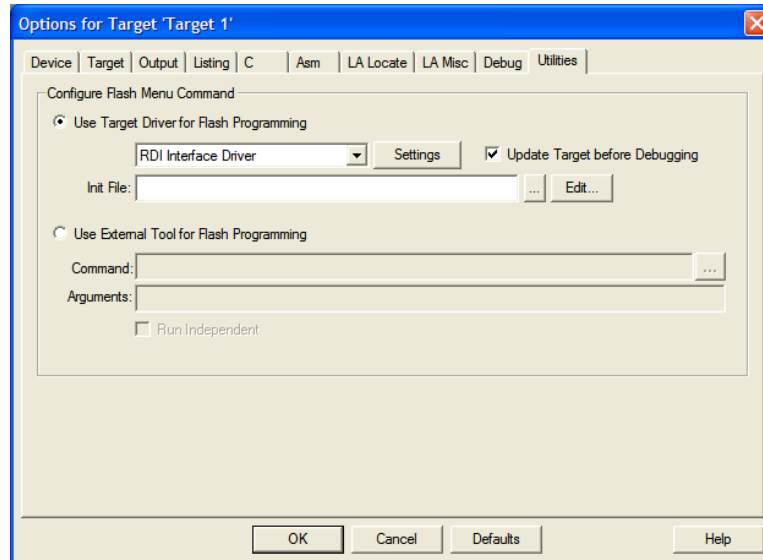 Options for Target 'Target 1'
Device Target Output Listing C Asm LA Locate LA Misc Debug Utilities
Configure Flash Menu Command
Use Target Driver for Flash Programming
RDI Interface Driver Settings Update Target before Debugging
Init File: ... Edit...
Use External Tool for Flash Programming
Command: ...
Arguments:
Run Independent
OK Cancel Defaults Help